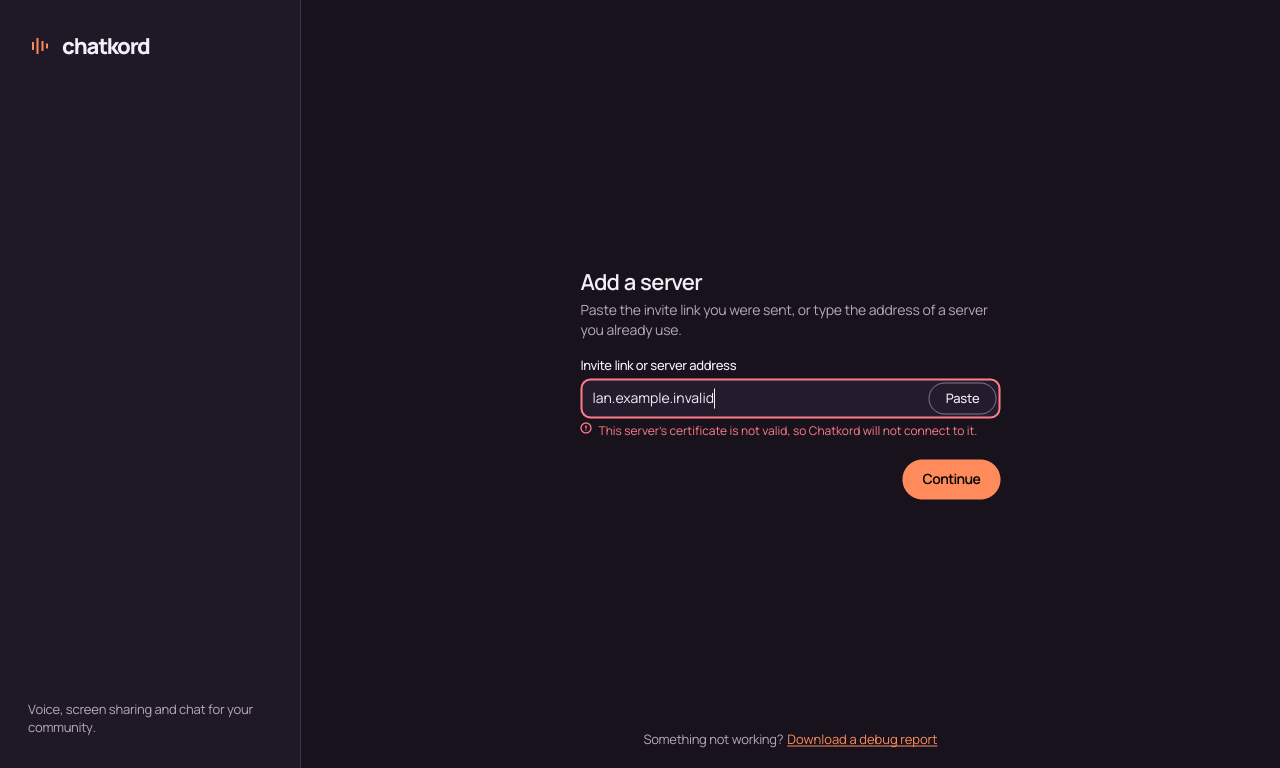 chatkord
Add a server
Paste the invite link you were sent, or type the address of a server
you already use.
Invite link or server address
lan.example.invalid
Paste
This server's certificate is not valid, so Chatkord will not connect to it.
Continue
Voice, screen sharing and chat for your
community.
Something not working? Download a debug report